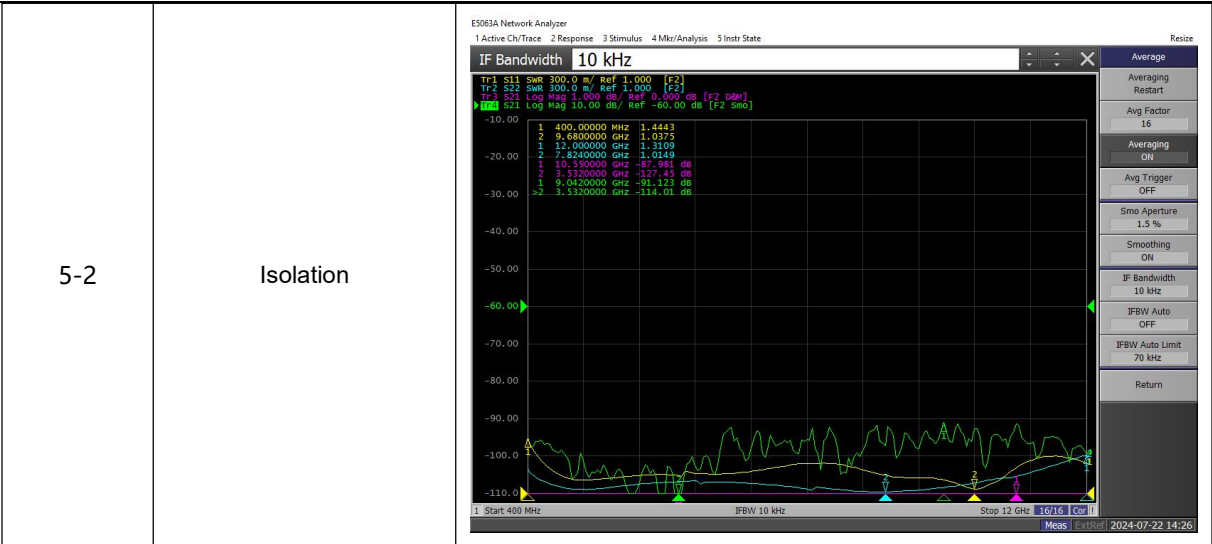 5-2
Isolation
E5063A Network Analyzer
1 Active Ch/Trace 2 Response 3 Stimulus 4 Mkr/Analysis 5 Instr State Resize
IF Bandwidth 10 kHz
Tr1 S11 SWR 300.0 m/ Ref 1.000 [F2]
Tr2 S22 SWR 300.0 m/ Ref 1.000 [F2]
Tr3 S21 Log Mag 1.000 dB/ Ref 0.000 dB [F2 D&M]
Tr4 S21 Log Mag 10.00 dB/ Ref -60.00 dB [F2 Smo]
1 400.00000 MHz 1.4443
2 9.6800000 GHz 1.0375
1 12.000000 GHz 1.3109
2 7.8240000 GHz 1.0149
1 10.550000 GHz -87.981 dB
2 3.5320000 GHz -127.45 dB
1 9.0420000 GHz -91.123 dB
>2 3.5320000 GHz -114.01 dB
-10.00
-20.00
-30.00
-40.00
-50.00
-60.00
-70.00
-80.00
-90.00
-100.0
-110.0
1
2
2
1
2
1
1 Start 400 MHz IFBW 10 kHz Stop 12 GHz 16/16 Cor !
Meas ExtRef 2024-07-22 14:26
Average
Averaging
Restart
Avg Factor
16
Averaging
ON
Avg Trigger
OFF
Smo Aperture
1.5 %
Smoothing
ON
IF Bandwidth
10 kHz
IFBW Auto
OFF
IFBW Auto Limit
70 kHz
Return